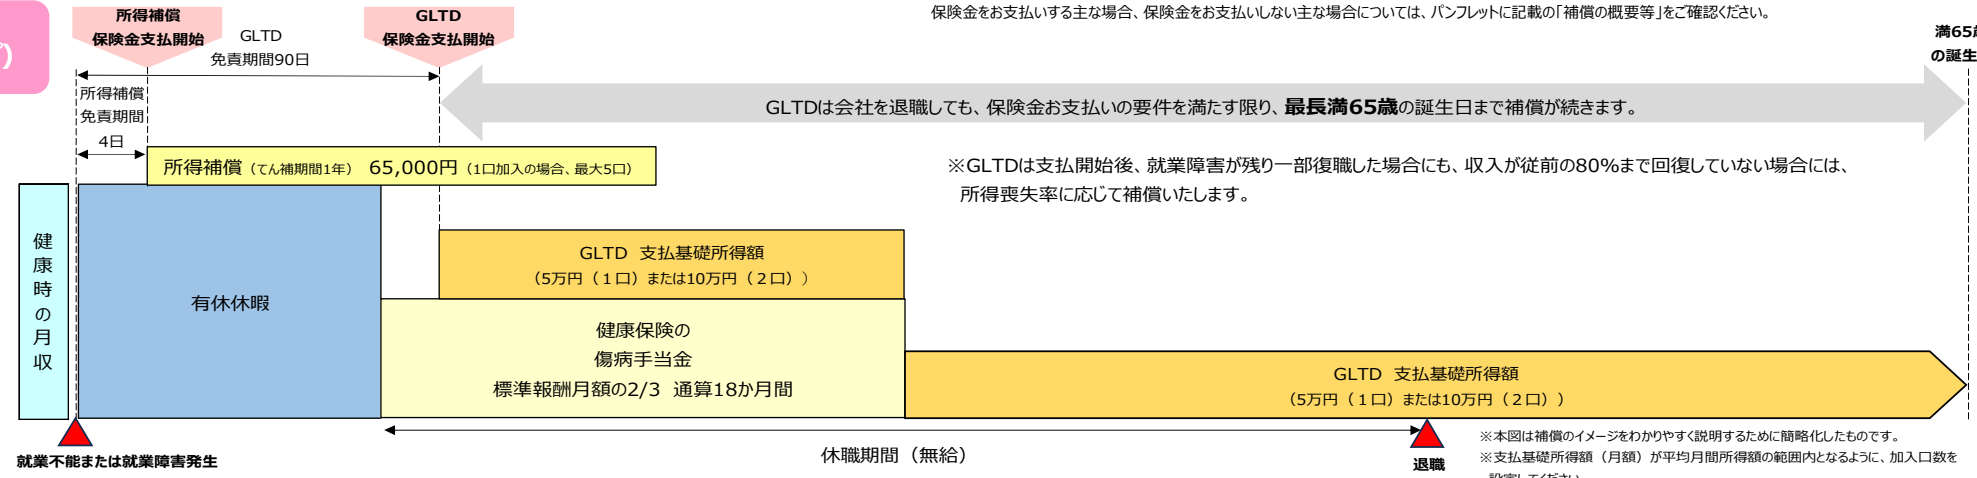 保険金をお支払いする主な場合、保険金をお支払いしない主な場合については、パンフレットに記載の「補償の概要等」をご確認ください。
所得補償
保険金支払開始
GLTD
免責期間90日
GLTD
保険金支払開始
満65歳
の誕生
所得補償
免責期間
4日
GLTDは会社を退職しても、保険金お支払いの要件を満たす限り、最長満65歳の誕生日まで補償が続きます。
所得補償(てん補期間1年) 65,000円(1口加入の場合、最大5口)
※GLTDは支払開始後、就業障害が残り一部復職した場合にも、収入が従前の80%まで回復していない場合には、
所得喪失率に応じて補償いたします。
健康時の月収
有休休暇
GLTD 支払基礎所得額
(5万円(1口)または10万円(2口))
健康保険の
傷病手当金
標準報酬月額の2/3 通算18か月間
GLTD 支払基礎所得額
(5万円(1口)または10万円(2口))
就業不能または就業障害発生
休職期間(無給)
退職
※本図は補償のイメージをわかりやすく説明するために簡略化したものです。
※支払基礎所得額(月額)が平均月間所得額の範囲内となるように、加入口数を